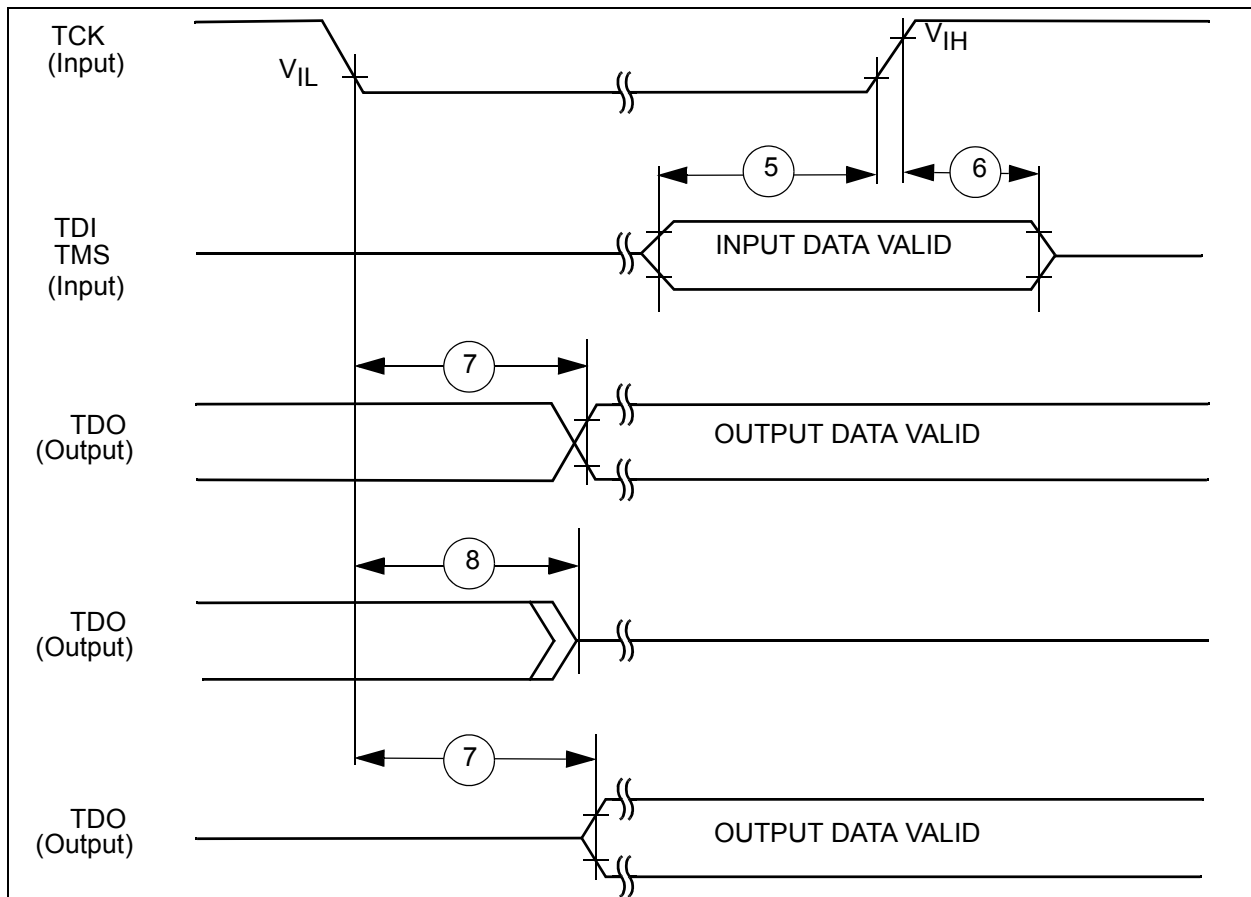 TCK
(Input)
VIL
VIH
5
6
TDI
TMS
(Input)
INPUT DATA VALID
7
TDO
(Output)
OUTPUT DATA VALID
8
TDO
(Output)
7
TDO
(Output)
OUTPUT DATA VALID